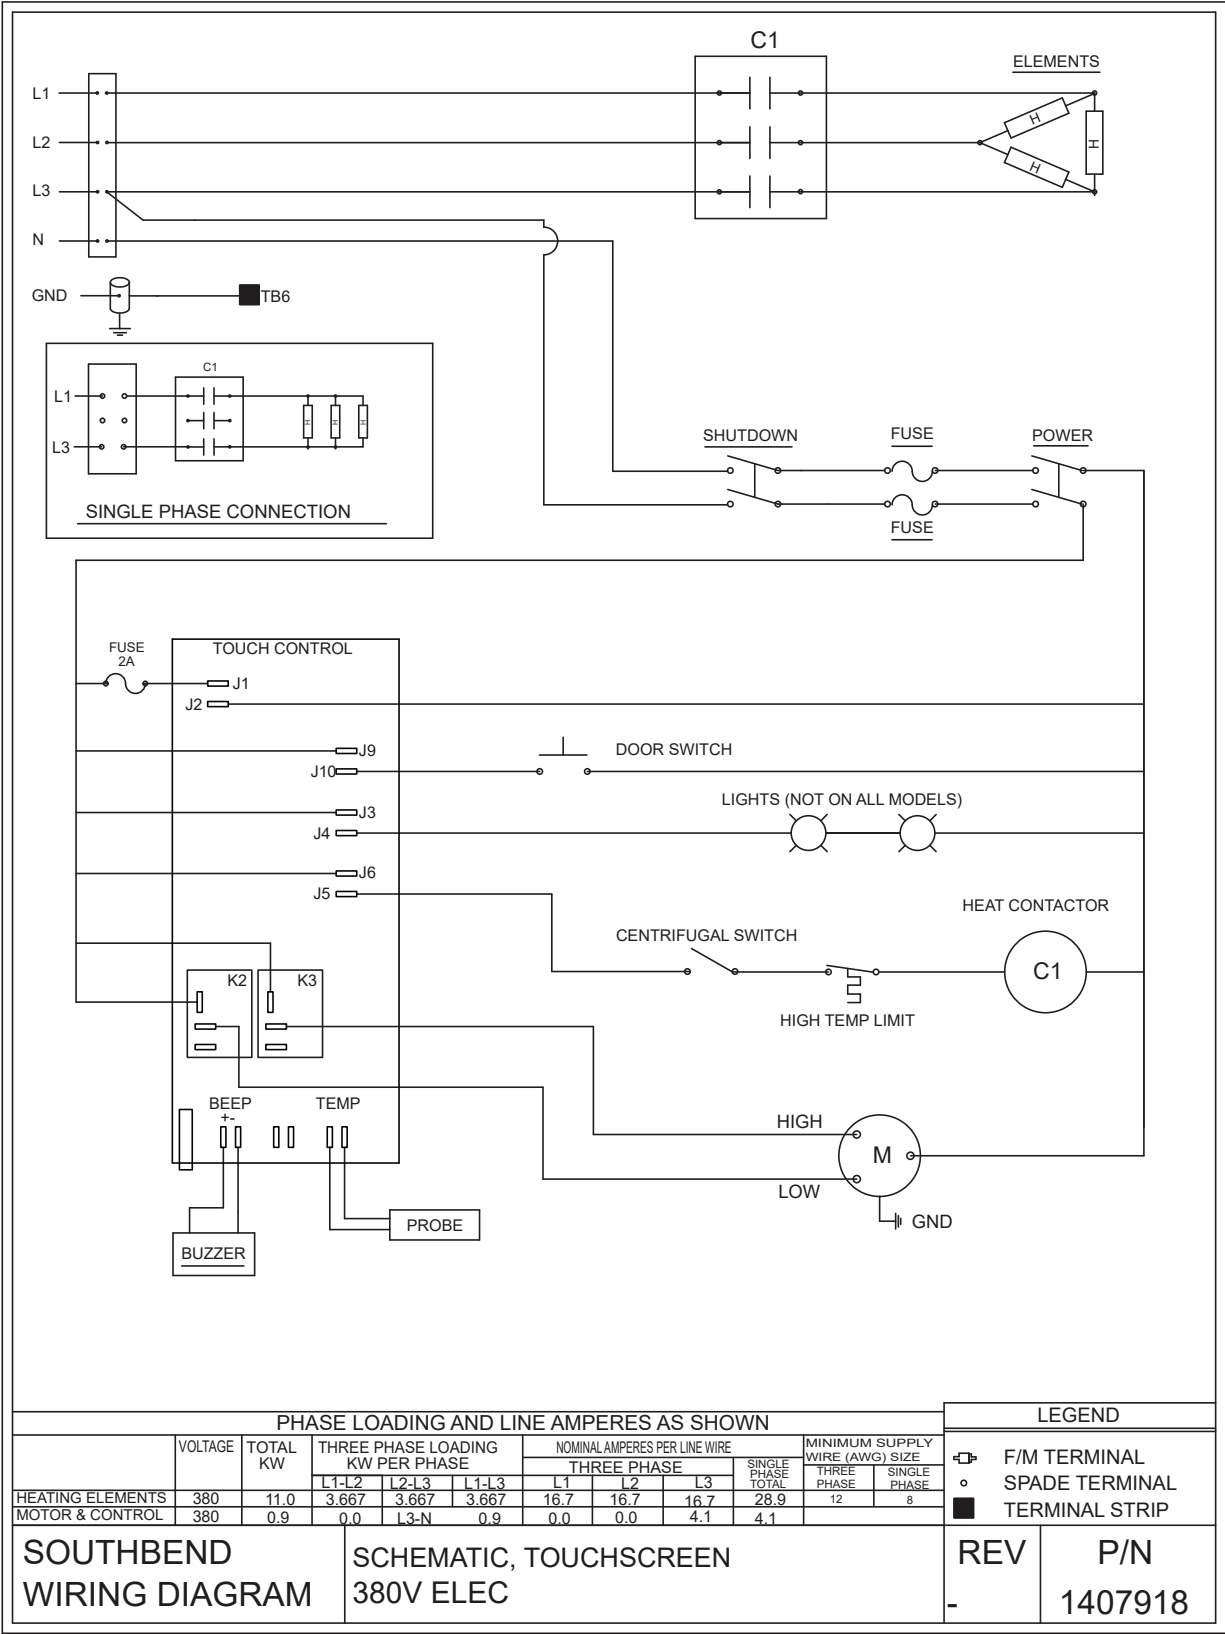 C1
ELEMENTS
L1
H
H
L2
H
L3
N
GND
TB6
C1
L1
H H H
L3
SINGLE PHASE CONNECTION
SHUTDOWN
FUSE
POWER
FUSE
FUSE
2A
TOUCH CONTROL
J1
J2
J9
J10
DOOR SWITCH
LIGHTS (NOT ON ALL MODELS)
J3
J4
J6
J5
HEAT CONTACTOR
CENTRIFUGAL SWITCH
C1
HIGH TEMP LIMIT
K2
K3
BEEP
+-
TEMP
HIGH
M
LOW
GND
PROBE
BUZZER
PHASE LOADING AND LINE AMPERES AS SHOWN
VOLTAGE
TOTAL
KW
THREE PHASE LOADING
KW PER PHASE
NOMINAL AMPERES PER LINE WIRE
MINIMUM SUPPLY
WIRE (AWG) SIZE
THREE PHASE
SINGLE
PHASE
TOTAL
THREE
PHASE
SINGLE
PHASE
L1-L2 L2-L3 L1-L3 L1 L2 L3
HEATING ELEMENTS 380 11.0 3.667 3.667 3.667 16.7 16.7 16.7 28.9 12 8
MOTOR & CONTROL 380 0.9 0.0 L3-N 0.9 0.0 0.0 4.1 4.1
LEGEND
F/M TERMINAL
SPADE TERMINAL
TERMINAL STRIP
SOUTHBEND
WIRING DIAGRAM
SCHEMATIC, TOUCHSCREEN
380V ELEC
REV
-
P/N
1407918